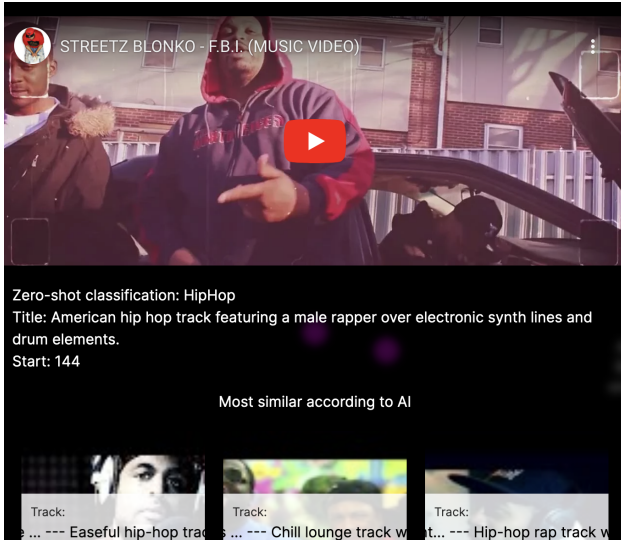 STREETZ BLONKO - F.B.I. (MUSIC VIDEO)
Zero-shot classification: HipHop
Title: American hip hop track featuring a male rapper over electronic synth lines and
drum elements.
Start: 144
Most similar according to AI
Track: Track: Track:
e ... --- Easeful hip-hop trac s ... --- Chill lounge track w nt... --- Hip-hop rap track w